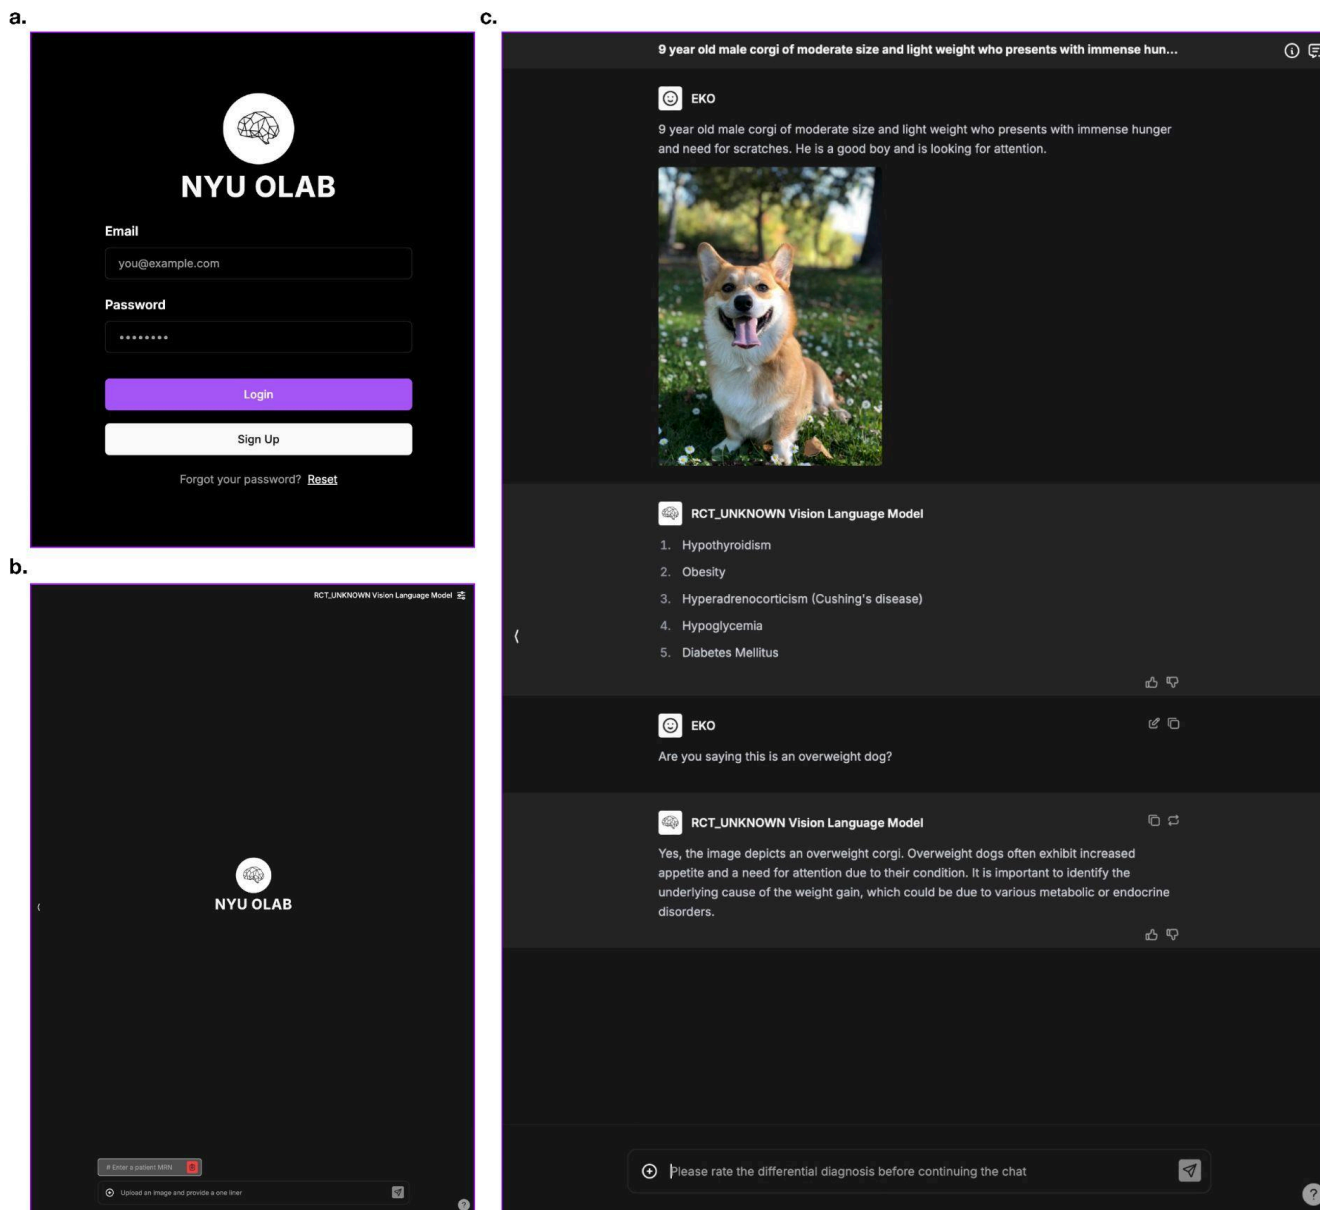 a.
NYU OLAB
Email
you@example.com
Password
Login
Sign Up
Forgot your password? Reset
b.
RCT_UNKNOWN Vision Language Model
NYU OLAB
# Enter a patient MRN
Upload an image and provide a one liner
?
c.
9 year old male corgi of moderate size and light weight who presents with immense hun...
EKO
9 year old male corgi of moderate size and light weight who presents with immense hunger
and need for scratches. He is a good boy and is looking for attention.
RCT_UNKNOWN Vision Language Model
1. Hypothyroidism
2. Obesity
3. Hyperadrenocorticism (Cushing's disease)
4. Hypoglycemia
5. Diabetes Mellitus
EKO
Are you saying this is an overweight dog?
RCT_UNKNOWN Vision Language Model
Yes, the image depicts an overweight corgi. Overweight dogs often exhibit increased
appetite and a need for attention due to their condition. It is important to identify the
underlying cause of the weight gain, which could be due to various metabolic or endocrine
disorders.
Please rate the differential diagnosis before continuing the chat
?